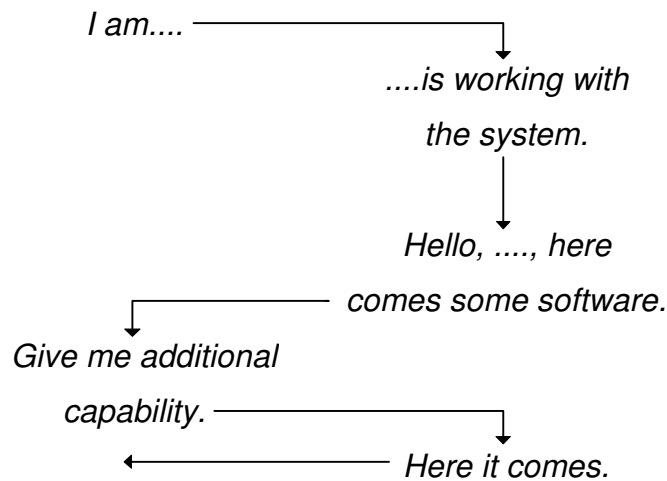 I am....
....is working with
the system.
Hello, ...., here
comes some software.
Give me additional
capability.
Here it comes.